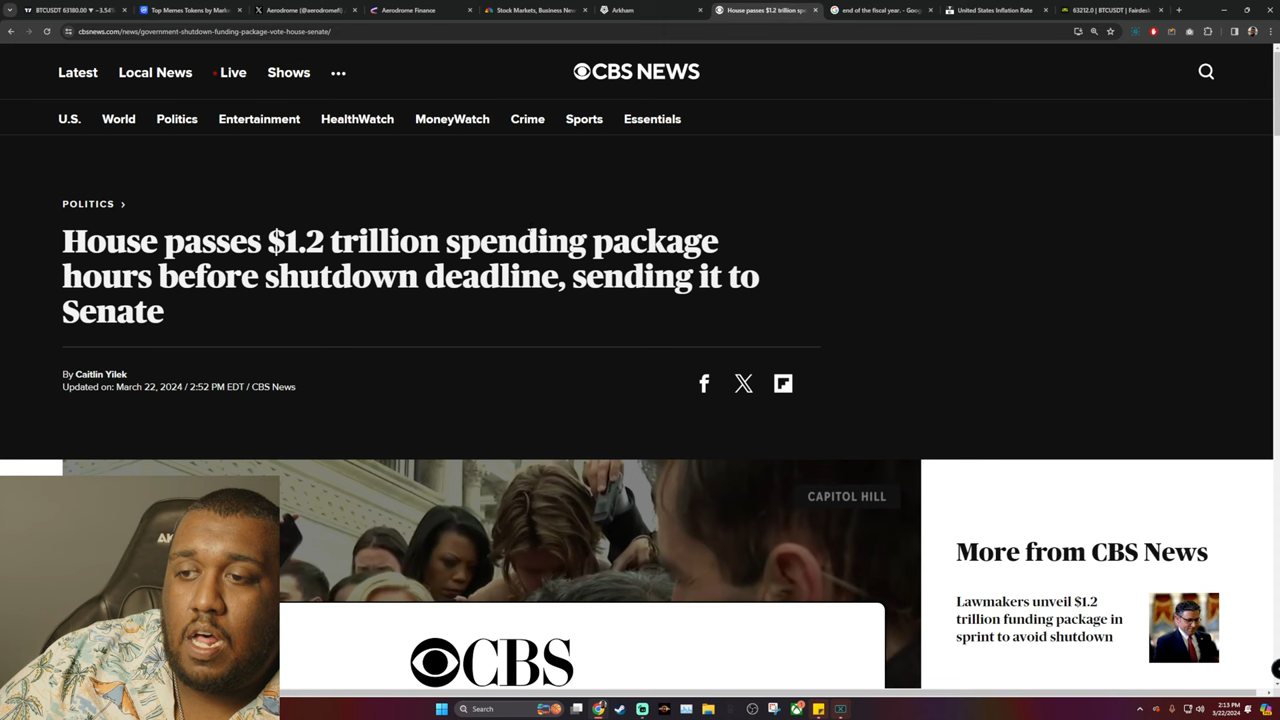 BTCUSDT 63180.00 ▼ −3.54%
Top Memes Tokens by Mark
Aerodrome (@aerodromefi)
Aerodrome Finance
Stock Markets, Business New
Arkham
House passes $1.2 trillion spe
end of the fiscal year. - Goog
United States Inflation Rate
63212.0 | BTCUSDT | Fairdes
cbsnews.com/news/government-shutdown-funding-package-vote-house-senate/
Latest
Local News
Live
Shows
CBS NEWS
U.S.
World
Politics
Entertainment
HealthWatch
MoneyWatch
Crime
Sports
Essentials
POLITICS ›
House passes $1.2 trillion spending package
hours before shutdown deadline, sending it to
Senate
By Caitlin Yilek
Updated on: March 22, 2024 / 2:52 PM EDT / CBS News
CAPITOL HILL
More from CBS News
Lawmakers unveil $1.2
trillion funding package in
sprint to avoid shutdown
CBS
Search
2:13 PM
3/22/2024